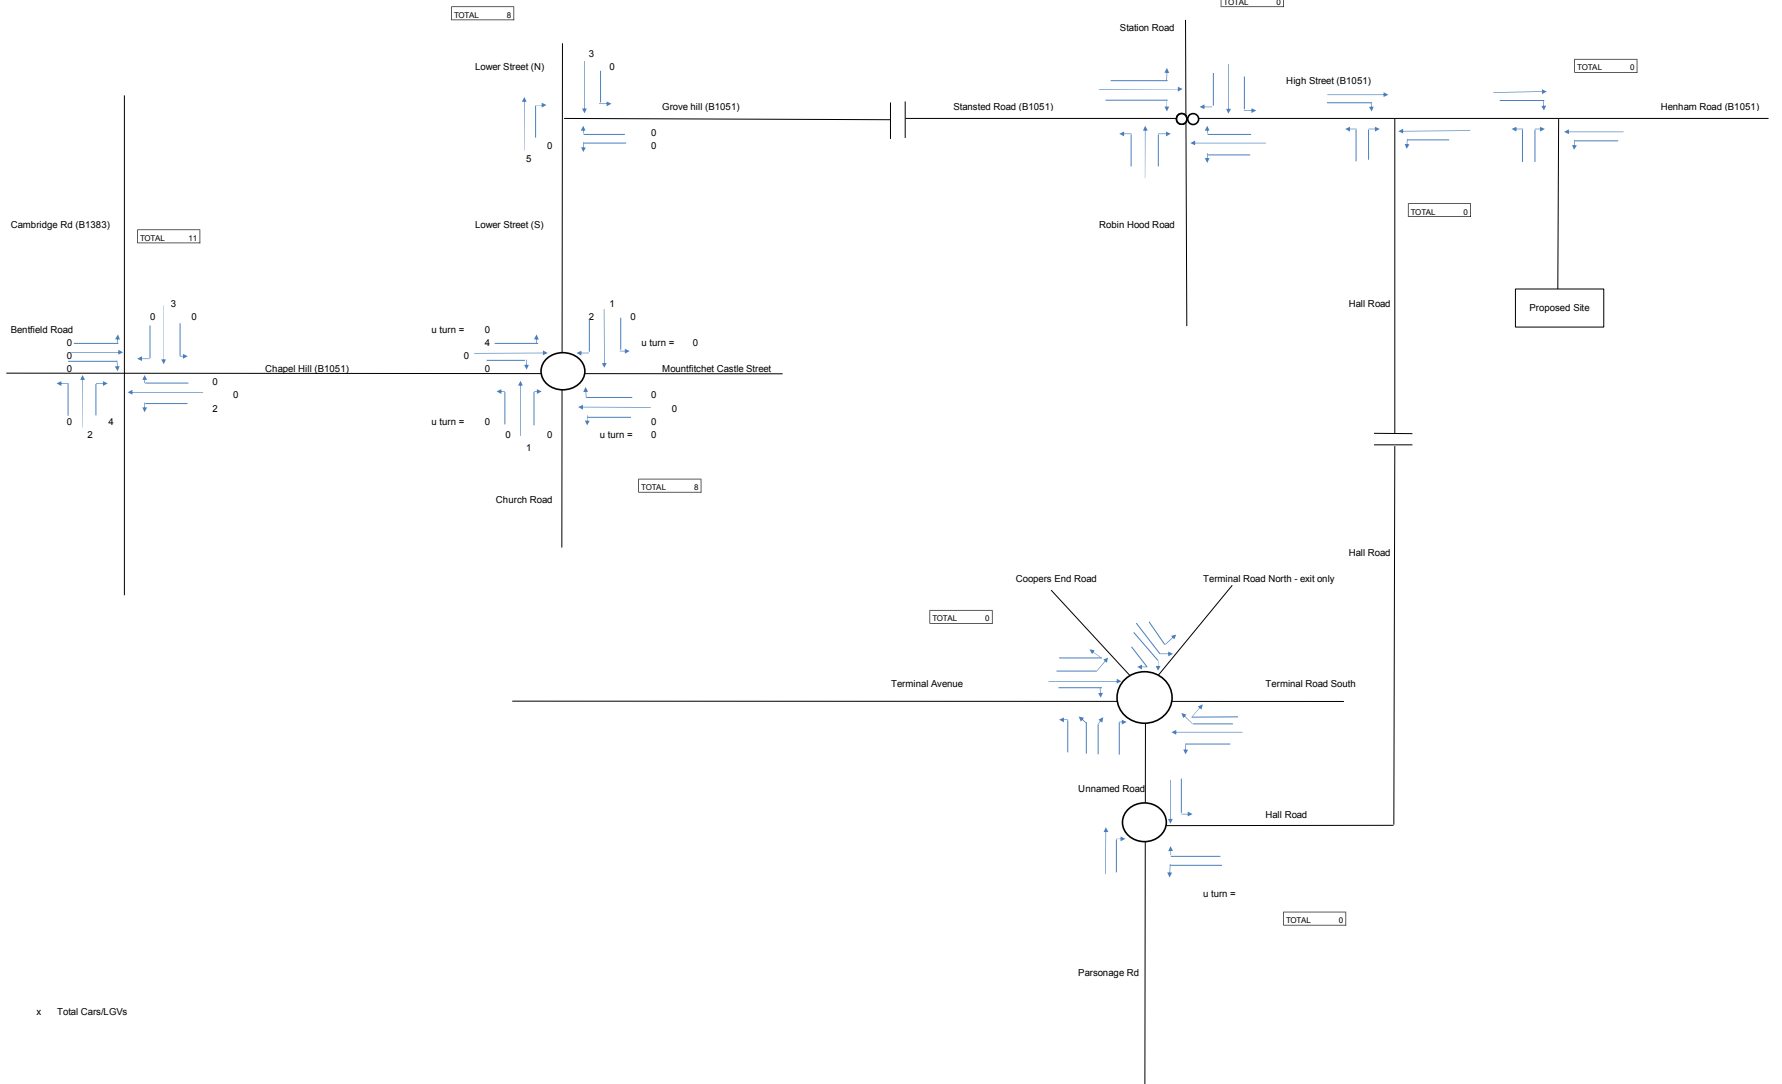 TOTAL 8
TOTAL 0
Station Road
Lower Street (N)
3
0
High Street (B1051)
TOTAL 0
Grove hill (B1051)
Stansted Road (B1051)
Henham Road (B1051)
0
0
0
5
Cambridge Rd (B1383)
TOTAL 11
Lower Street (S)
Robin Hood Road
TOTAL 0
Hall Road
Proposed Site
3
0
0
Bentfield Road
0
0
0
Chapel Hill (B1051)
0
0
2
0
4
2
u turn = 0
4
0
0
1
2
0
u turn = 0
Mountfitchet Castle Street
0
0
0
u turn = 0
u turn = 0
0
0
1
TOTAL 8
Church Road
Hall Road
Coopers End Road
Terminal Road North - exit only
TOTAL 0
Terminal Avenue
Terminal Road South
Unnamed Road
Hall Road
u turn =
TOTAL 0
Parsonage Rd
x Total Cars/LGVs